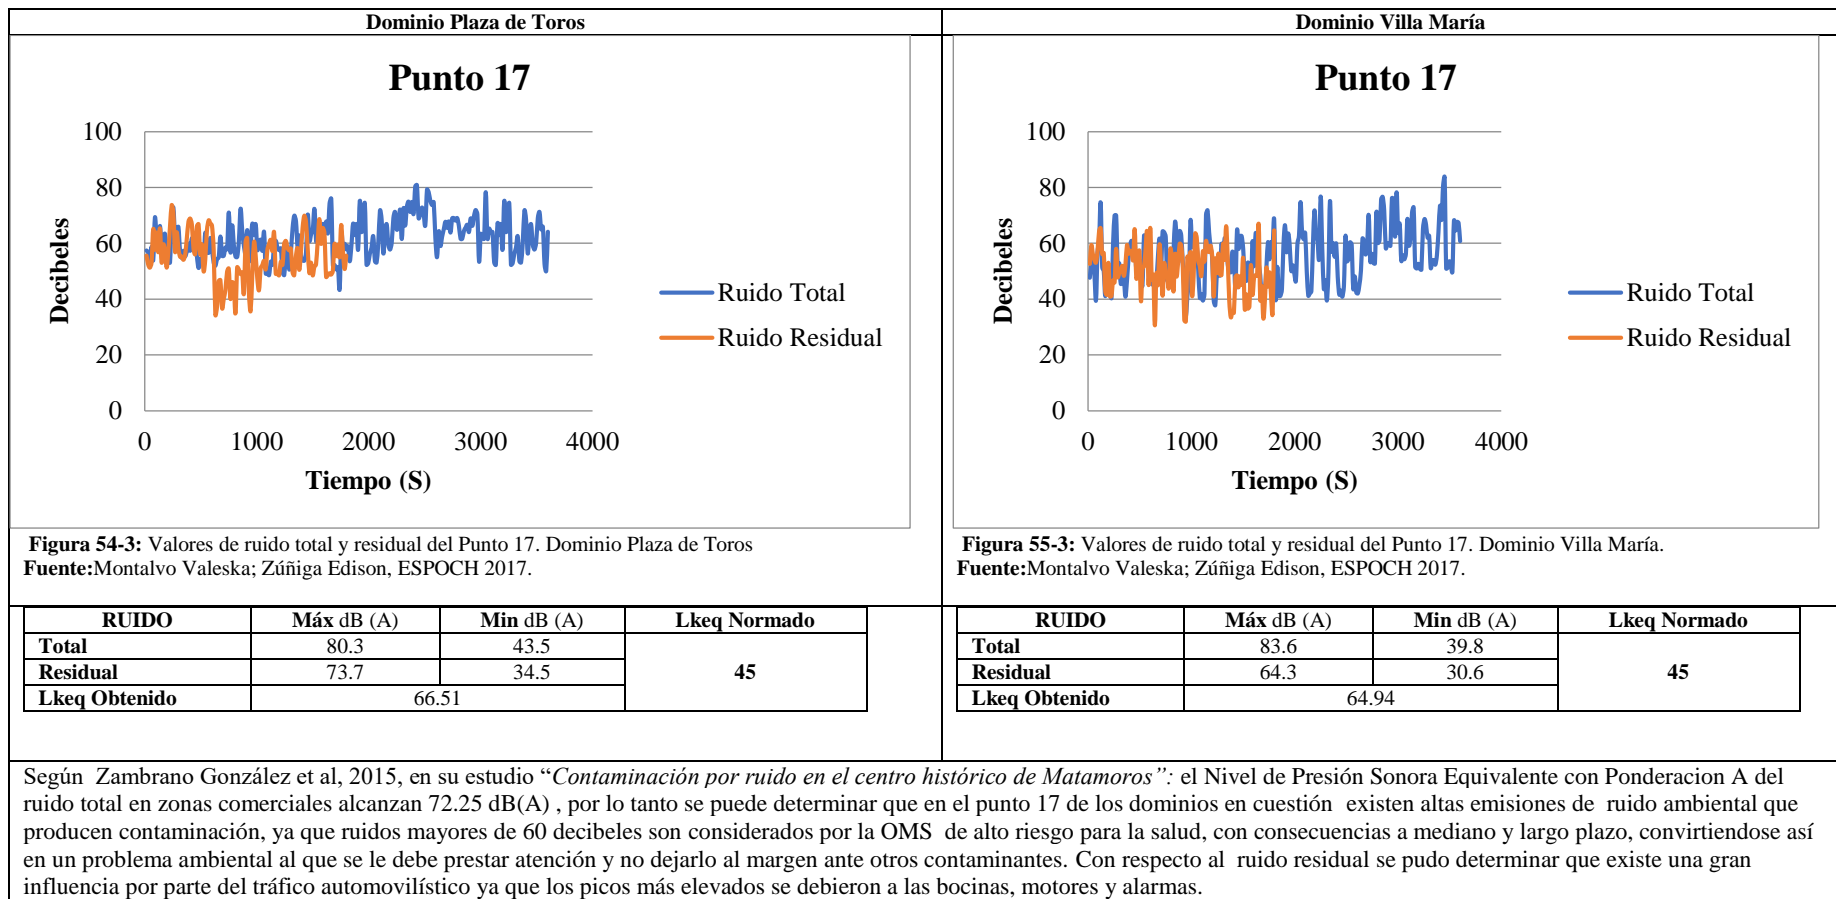 Dominio Plaza de Toros
Punto 17
100
80
60
40
20
0
Decibeles
0 1000 2000 3000 4000
Tiempo (S)
Ruido Total
Ruido Residual
Figura 54-3: Valores de ruido total y residual del Punto 17. Dominio Plaza de Toros
Fuente:Montalvo Valeska; Zúñiga Edison, ESPOCH 2017.
RUIDO Máx dB (A) Min dB (A) Lkeq Normado
Total 80.3 43.5
Residual 73.7 34.5 45
Lkeq Obtenido 66.51
Dominio Villa María
Punto 17
100
80
60
40
20
0
Decibeles
0 1000 2000 3000 4000
Tiempo (S)
Ruido Total
Ruido Residual
Figura 55-3: Valores de ruido total y residual del Punto 17. Dominio Villa María.
Fuente:Montalvo Valeska; Zúñiga Edison, ESPOCH 2017.
RUIDO Máx dB (A) Min dB (A) Lkeq Normado
Total 83.6 39.8
Residual 64.3 30.6 45
Lkeq Obtenido 64.94
Según Zambrano González et al, 2015, en su estudio “Contaminación por ruido en el centro histórico de Matamoros”: el Nivel de Presión Sonora Equivalente con Ponderacion A del
ruido total en zonas comerciales alcanzan 72.25 dB(A) , por lo tanto se puede determinar que en el punto 17 de los dominios en cuestión existen altas emisiones de ruido ambiental que
producen contaminación, ya que ruidos mayores de 60 decibeles son considerados por la OMS de alto riesgo para la salud, con consecuencias a mediano y largo plazo, convirtiendose así
en un problema ambiental al que se le debe prestar atención y no dejarlo al margen ante otros contaminantes. Con respecto al ruido residual se pudo determinar que existe una gran
influencia por parte del tráfico automovilístico ya que los picos más elevados se debieron a las bocinas, motores y alarmas.